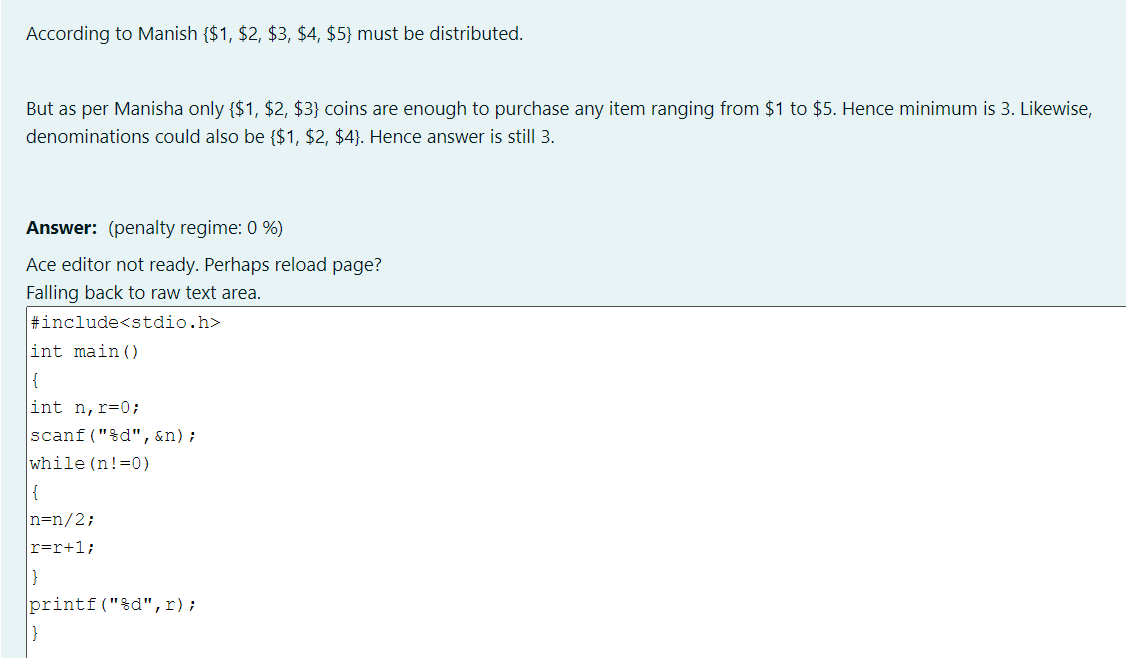 According to Manish {$1, $2, $3, $4, $5} must be distributed.
But as per Manisha only {$1, $2, $3} coins are enough to purchase any item ranging from $1 to $5. Hence minimum is 3. Likewise,
denominations could also be {$1, $2, $4}. Hence answer is still 3.
Answer: (penalty regime: 0 %)
Ace editor not ready. Perhaps reload page?
Falling back to raw text area.
#include<stdio.h>
int main()
{
int n,r=0;
scanf("%d",&n);
while(n!=0)
{
n=n/2;
r=r+1;
}
printf("%d",r);
}